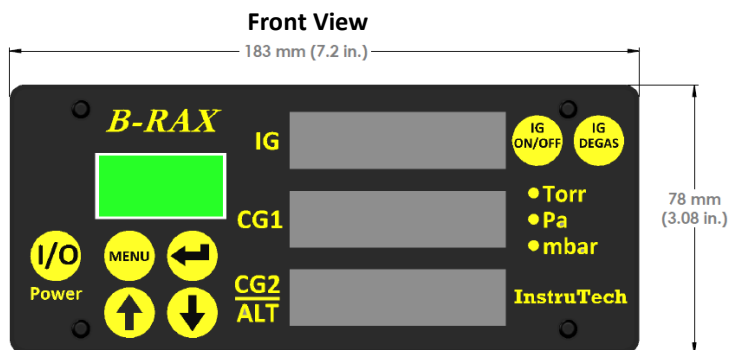 Front View
183 mm (7.2 in.)
B-RAX
IG
IG
ON/OFF
IG
DEGAS
CG1
Torr
Pa
mbar
78 mm
(3.08 in.)
I/O
MENU
Power
CG2
ALT
InstruTech